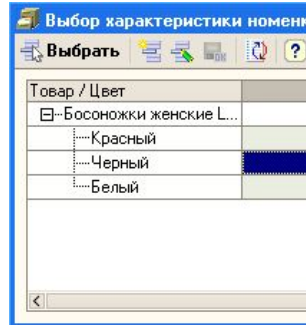 Выбор характеристики номен
Выбрать
?
Товар / Цвет
Босоножки женские L...
Красный
Черный
Белый